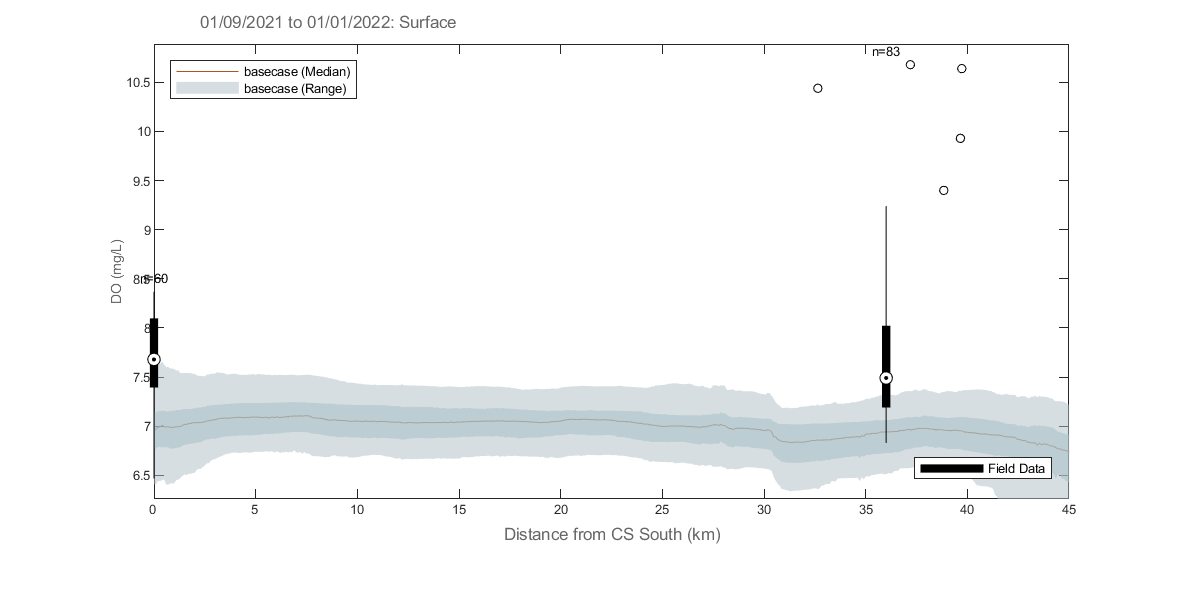 01/09/2021 to 01/01/2022: Surface
n=83
basecase (Median)
basecase (Range)
10.5
10
9.5
9
8.5
n=60
8
7.5
7
6.5
DO (mg/L)
Field Data
0 5 10 15 20 25 30 35 40 45
Distance from CS South (km)